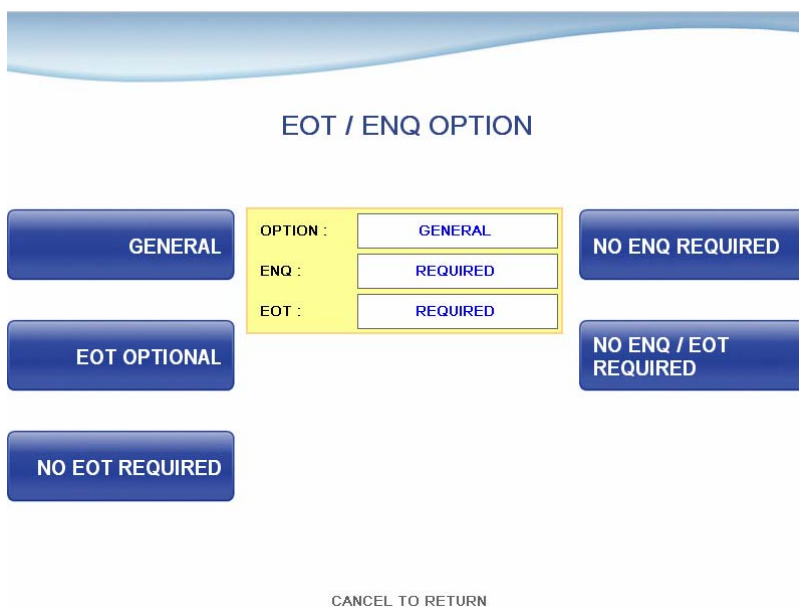 EOT / ENQ OPTION
GENERAL
EOT OPTIONAL
NO EOT REQUIRED
OPTION : GENERAL
ENQ : REQUIRED
EOT : REQUIRED
NO ENQ REQUIRED
NO ENQ / EOT
REQUIRED
CANCEL TO RETURN